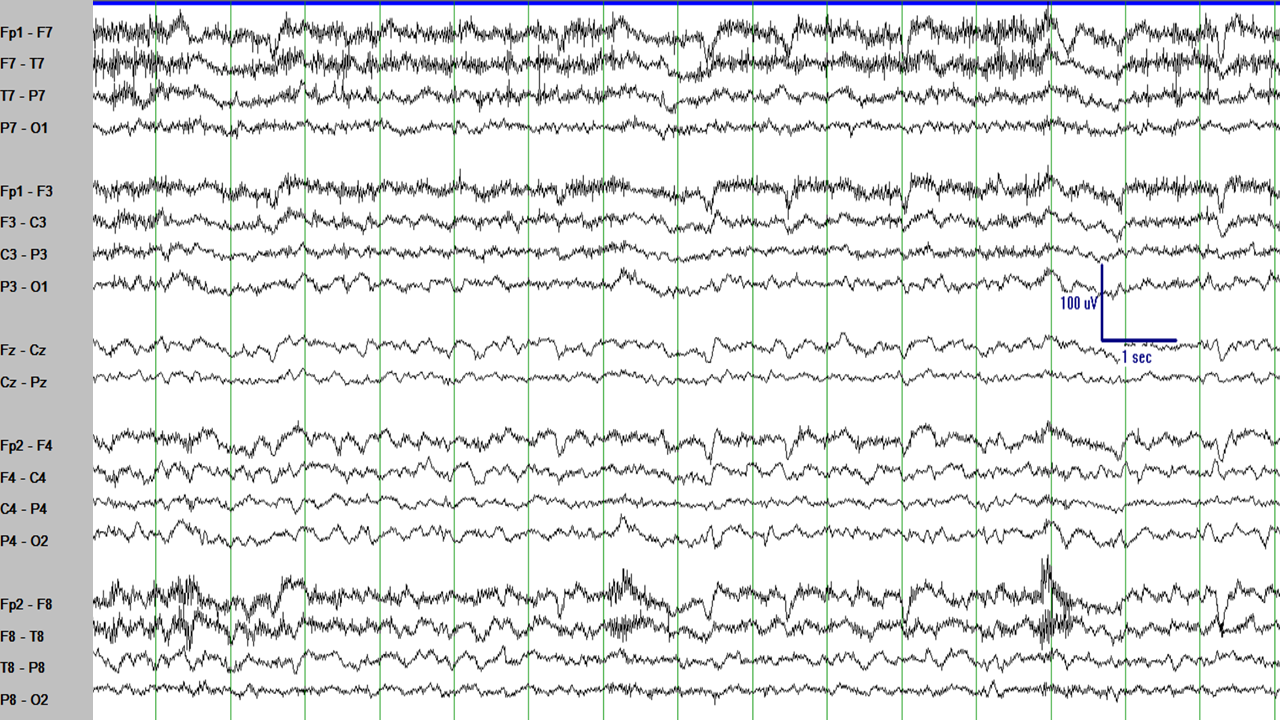 Fp1 - F7
F7 - T7
T7 - P7
P7 - O1
Fp1 - F3
F3 - C3
C3 - P3
P3 - O1
100 uV
Fz - Cz
1 sec
Cz - Pz
Fp2 - F4
F4 - C4
C4 - P4
P4 - O2
Fp2 - F8
F8 - T8
T8 - P8
P8 - O2